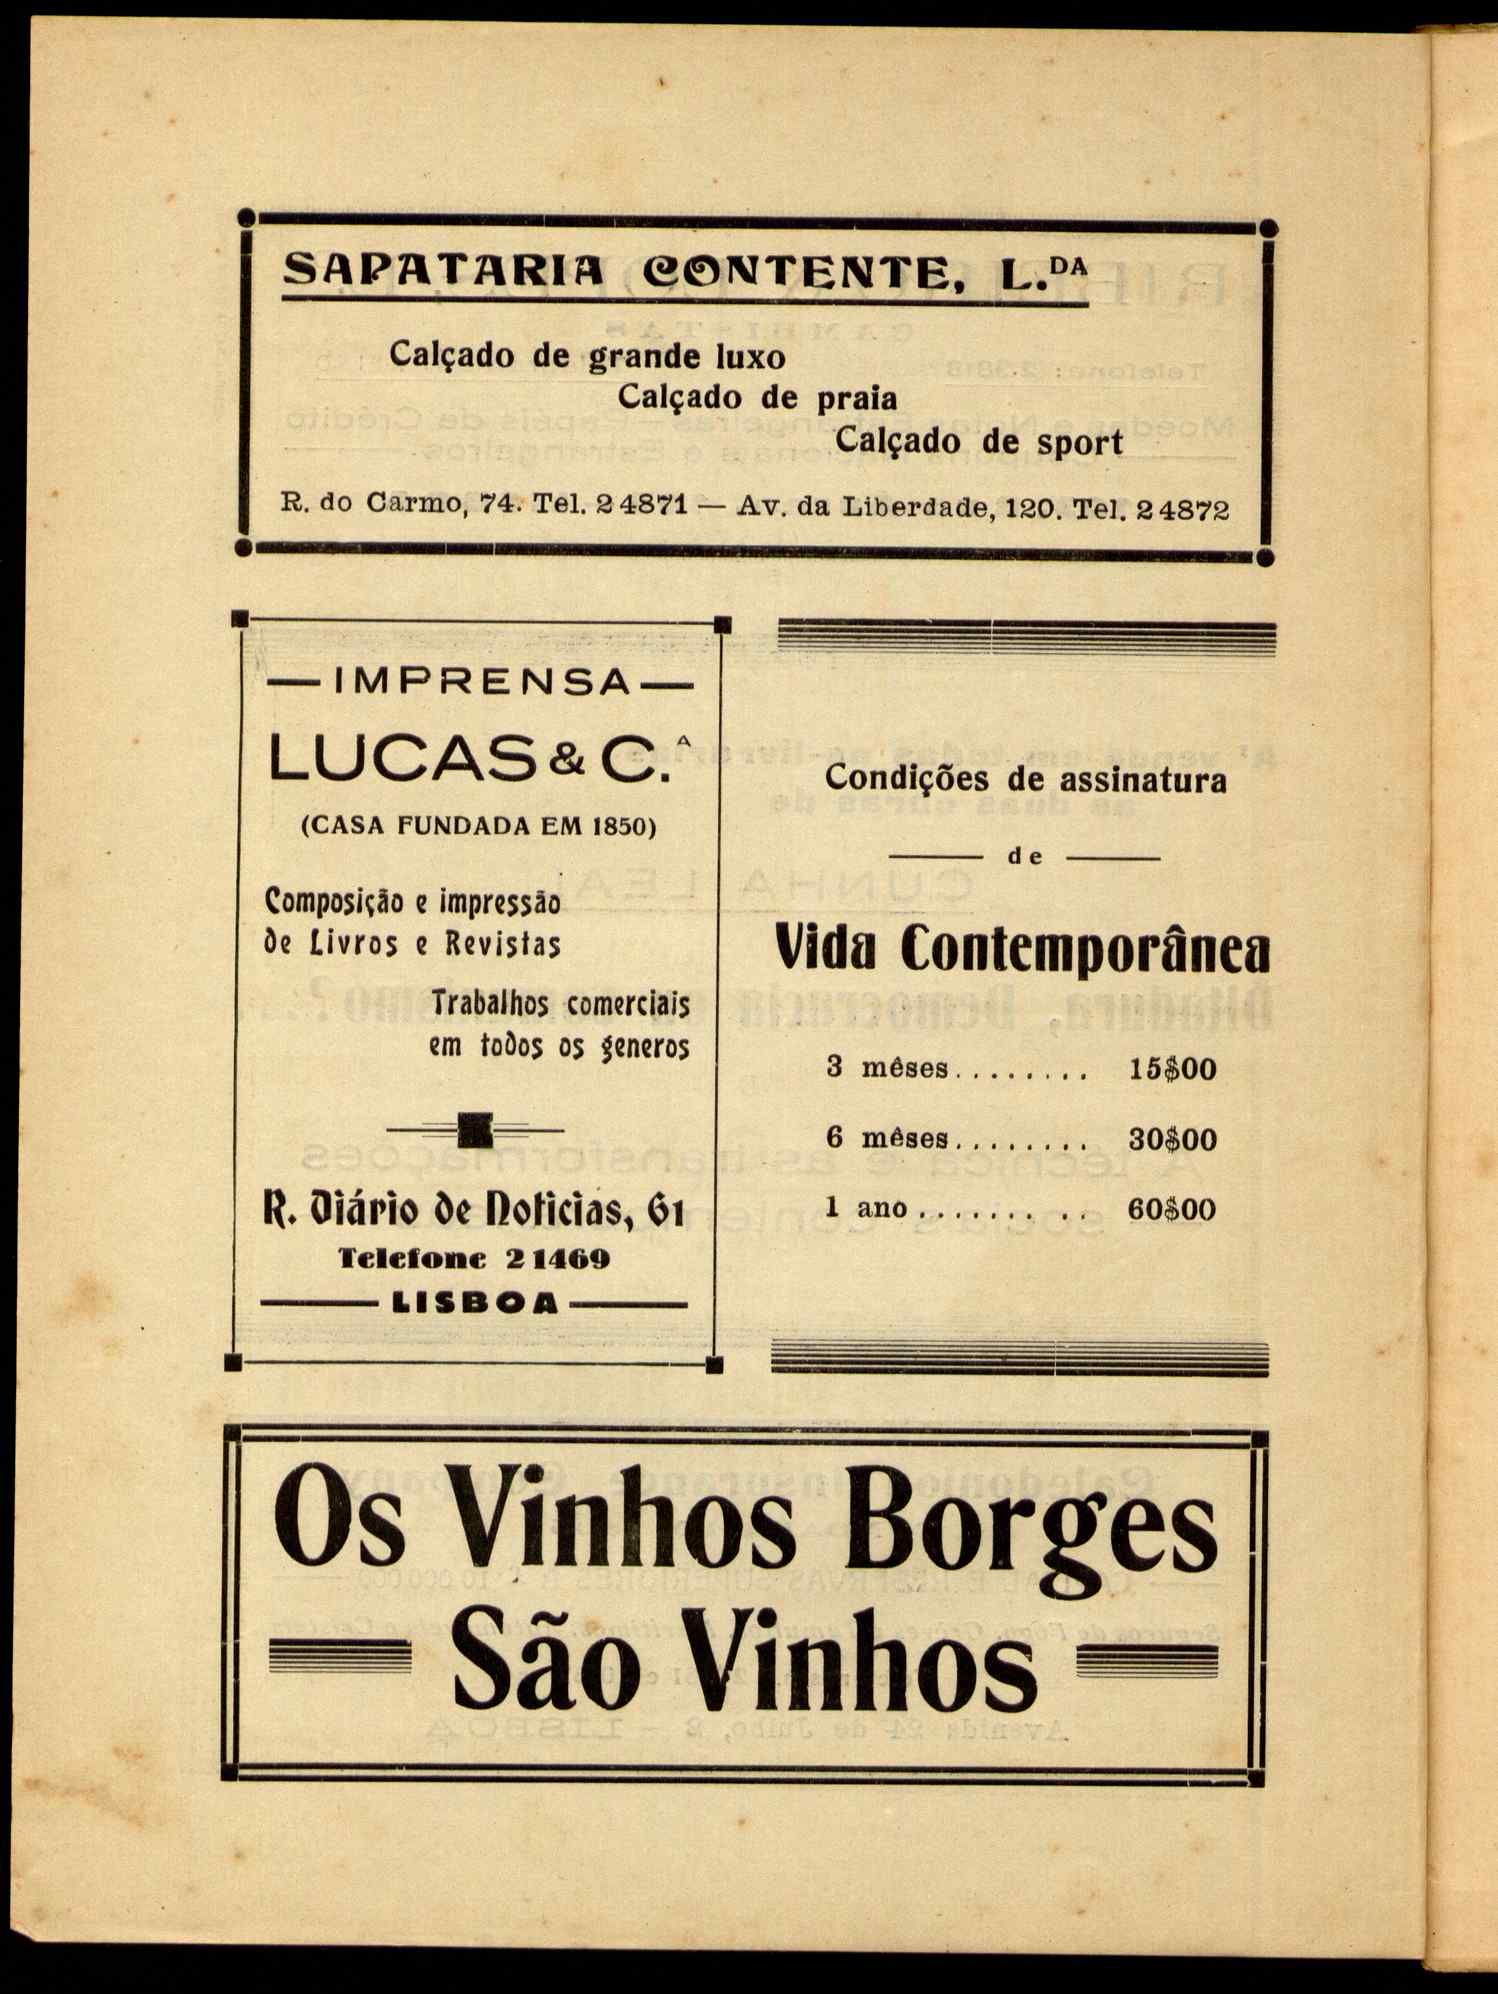 SAPATARIA CONTENTE, L.DA
Calçado de grande luxo
Calçado de praia
Calçado de sport
R. do Carmo, 74. Tel. 2 4871 — Av. da Liberdade, 120. Tel. 2 4872
— IMPRENSA —
LUCAS & C.A
(CASA FUNDADA EM 1850)
Composição e impressão
de Livros e Revistas
Trabalhos comerciais
em todos os generos
R. Diário de Noticias, 61
Telefone 2 1469
LISBOA
Condições de assinatura
de
Vida Contemporânea
3 mêses........ 15$00
6 mêses........ 30$00
1 ano....... .. 60$00
Os Vinhos Borges
São Vinhos